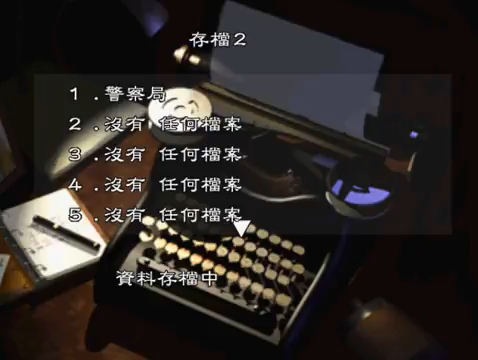 存檔2
1．警察局
2．沒有 任何檔案
3．沒有 任何檔案
4．沒有 任何檔案
5．沒有 任何檔案
資料存檔中